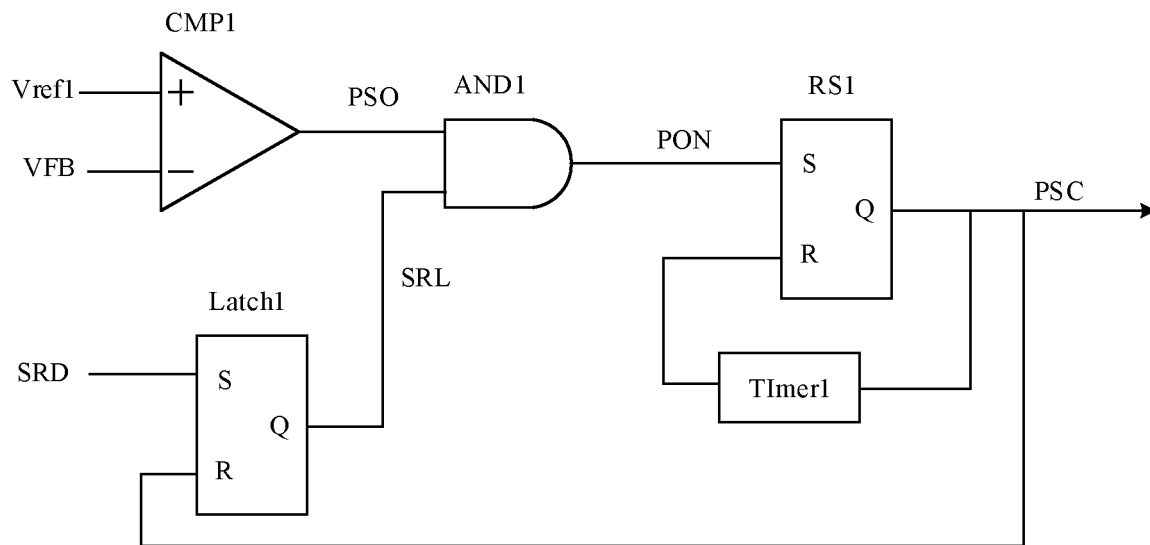 CMP1
Vref1
+
VFB
−
PSO
AND1
PON
RS1
S
Q
R
PSC
SRL
Latch1
SRD
S
Q
R
TImer1